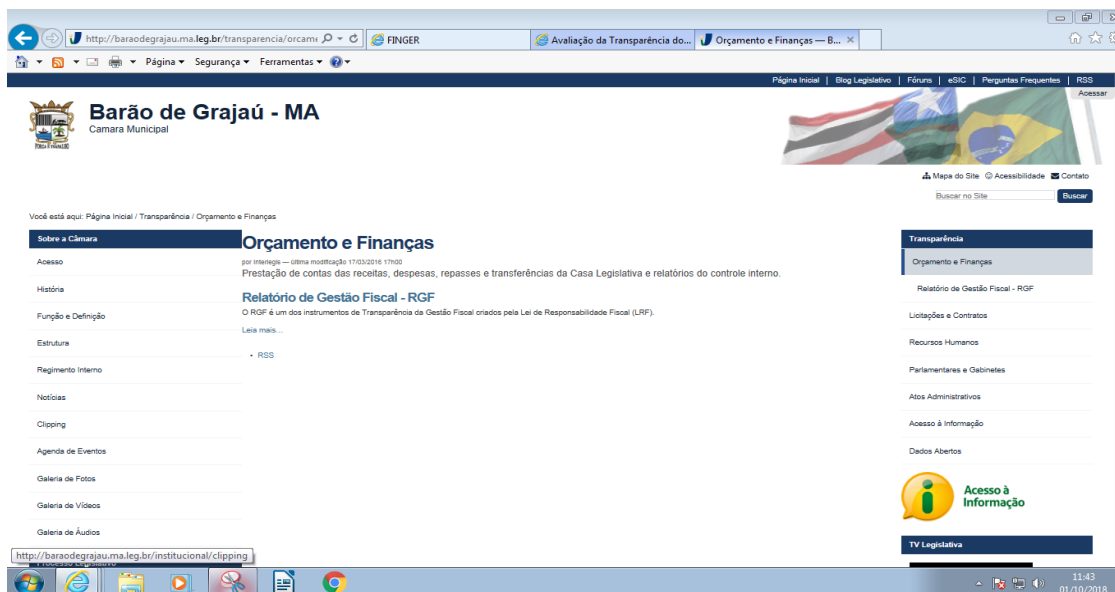 http://baraodegrajau.ma.leg.br/transparencia/orcame
FINGER
Avaliação da Transparência do...
Orçamento e Finanças — B...
Página
Segurança
Ferramentas
Página Inicial | Blog Legislativo | Fóruns | eSIC | Perguntas Frequentes | RSS
Acessar
Barão de Grajaú - MA
Camara Municipal
Mapa do Site Acessibilidade Contato
Buscar no Site Buscar
Você está aqui: Página Inicial / Transparência / Orçamento e Finanças
Sobre a Câmara
Acesso
História
Função e Definição
Estrutura
Regimento Interno
Notícias
Clipping
Agenda de Eventos
Galeria de Fotos
Galeria de Vídeos
Galeria de Áudios
Processo Legislativo
http://baraodegrajau.ma.leg.br/institucional/clipping
Orçamento e Finanças
por Interlegis — última modificação 17/03/2016 17h00
Prestação de contas das receitas, despesas, repasses e transferências da Casa Legislativa e relatórios do controle interno.
Relatório de Gestão Fiscal - RGF
O RGF é um dos instrumentos de Transparência da Gestão Fiscal criados pela Lei de Responsabilidade Fiscal (LRF).
Leia mais…
RSS
Transparência
Orçamento e Finanças
Relatório de Gestão Fiscal - RGF
Licitações e Contratos
Recursos Humanos
Parlamentares e Gabinetes
Atos Administrativos
Acesso à Informação
Dados Abertos
Acesso à
Informação
TV Legislativa
11:43
01/10/2018